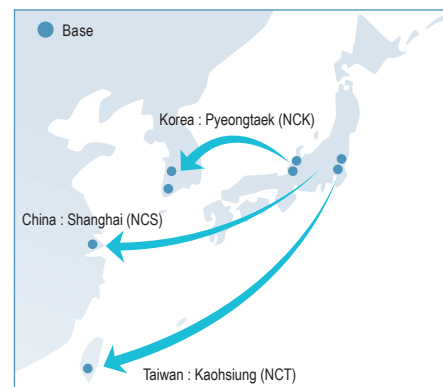 Base
Korea : Pyeongtaek (NCK)
China : Shanghai (NCS)
Taiwan : Kaohsiung (NCT)